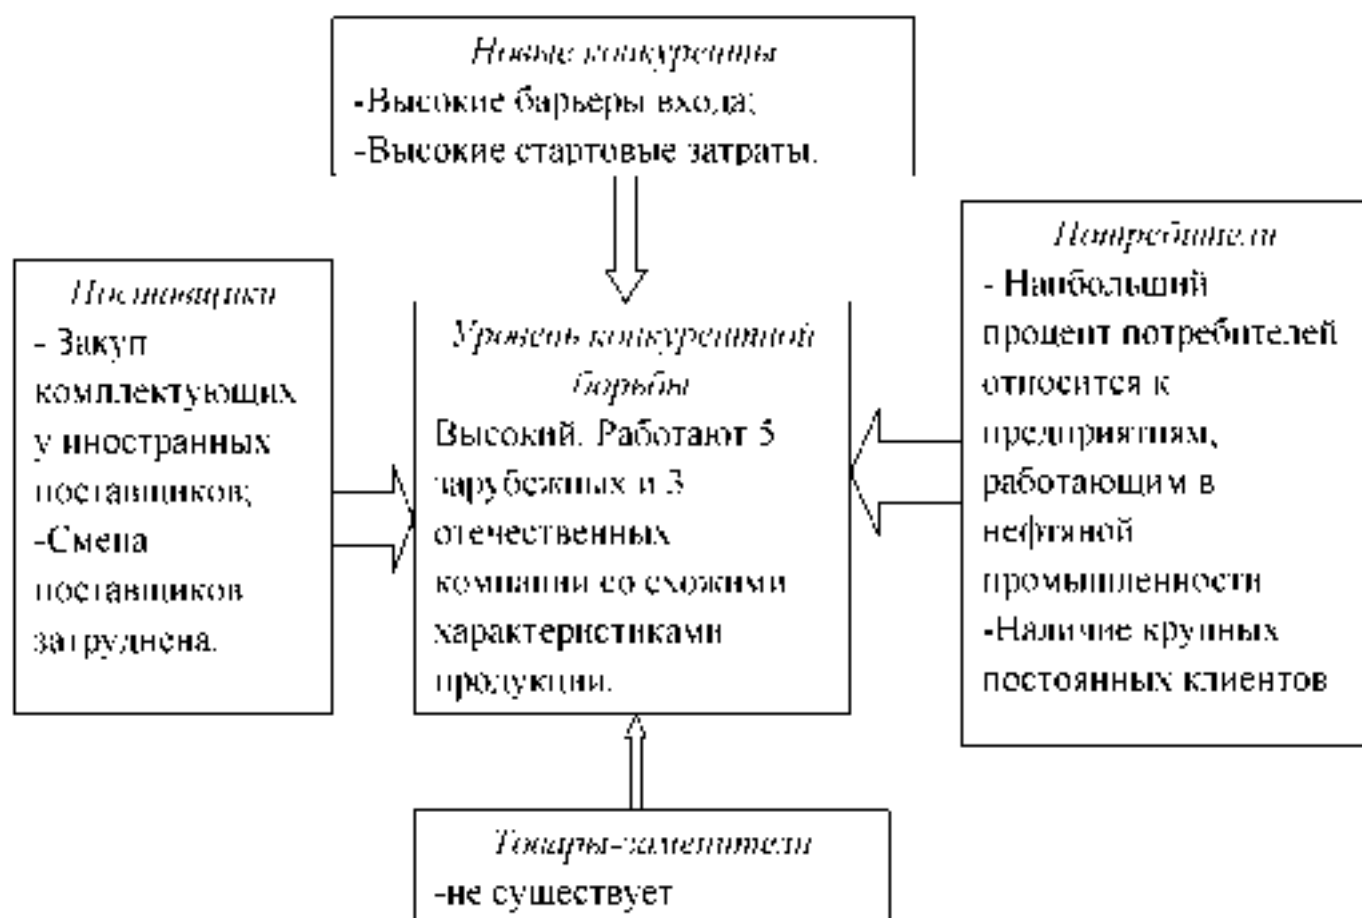 Новые конкуренты
-Высокие барьеры входа;
-Высокие стартовые затраты.
Поставщики
- Закуп
комплектующих
у иностранных
поставщиков;
-Смена
поставщиков
затруднена.
Уровень конкурентной
борьбы
Высокий. Работают 5
зарубежных и 3
отечественных
компании со схожими
характеристиками
продукции.
Потребители
- Наибольший
процент потребителей
относится к
предприятиям,
работающим в
нефтяной
промышленности
-Наличие крупных
постоянных клиентов
Товары-заменители
-не существует